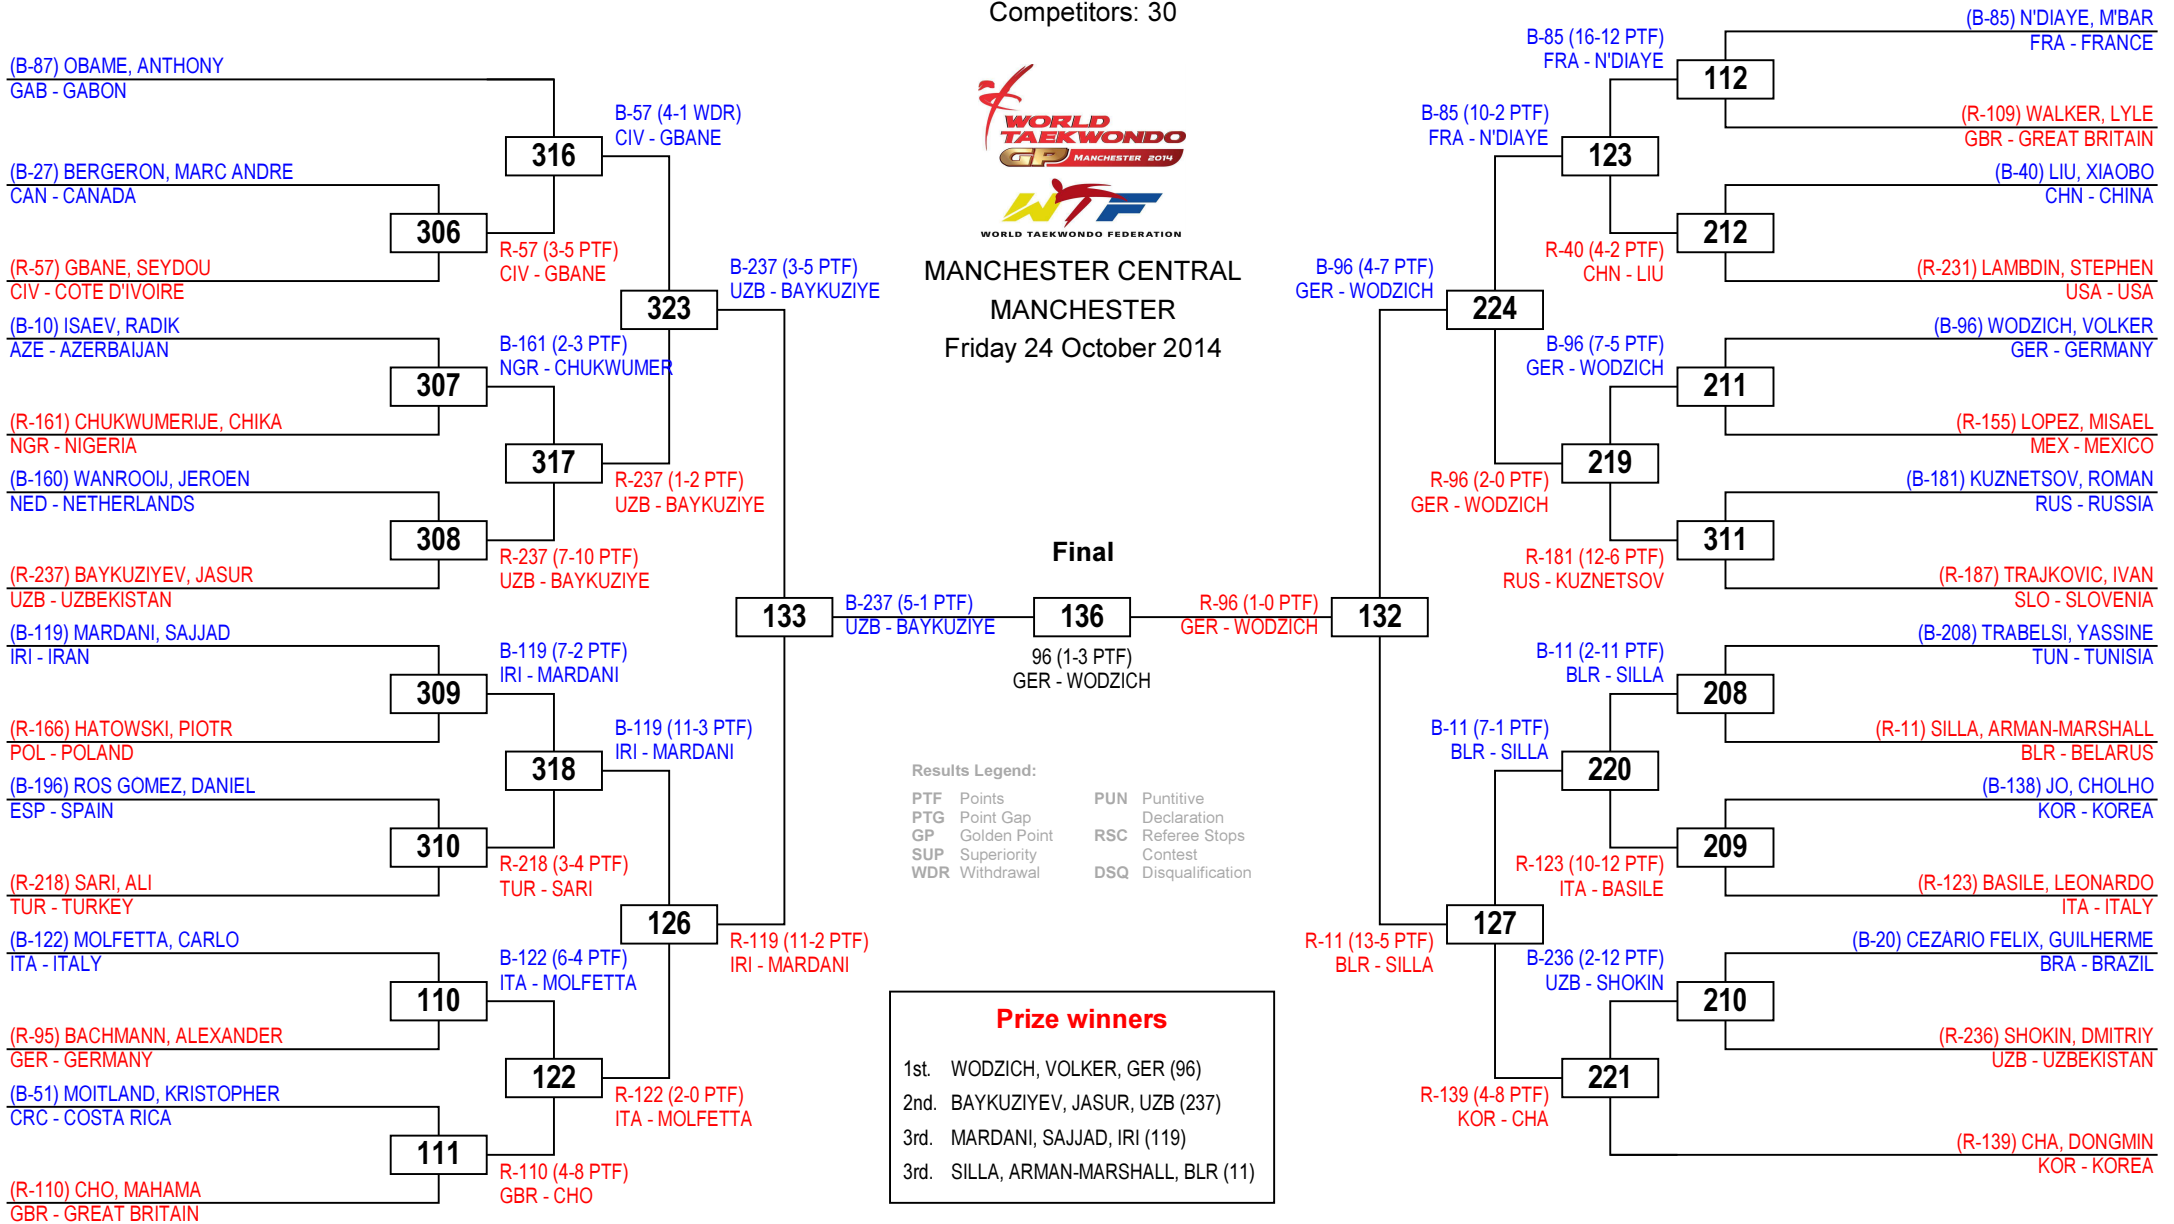 Competitors: 30
WORLD
TAEKWONDO
GP MANCHESTER 2014
WTF
WORLD TAEKWONDO FEDERATION
MANCHESTER CENTRAL
MANCHESTER
Friday 24 October 2014
(B-87) OBAME, ANTHONY
GAB - GABON
(B-27) BERGERON, MARC ANDRE
CAN - CANADA
(R-57) GBANE, SEYDOU
CIV - COTE D'IVOIRE
(B-10) ISAEV, RADIK
AZE - AZERBAIJAN
(R-161) CHUKWUMERIJE, CHIKA
NGR - NIGERIA
(B-160) WANROOIJ, JEROEN
NED - NETHERLANDS
(R-237) BAYKUZIYEV, JASUR
UZB - UZBEKISTAN
(B-119) MARDANI, SAJJAD
IRI - IRAN
(R-166) HATOWSKI, PIOTR
POL - POLAND
(B-196) ROS GOMEZ, DANIEL
ESP - SPAIN
(R-218) SARI, ALI
TUR - TURKEY
(B-122) MOLFETTA, CARLO
ITA - ITALY
(R-95) BACHMANN, ALEXANDER
GER - GERMANY
(B-51) MOITLAND, KRISTOPHER
CRC - COSTA RICA
(R-110) CHO, MAHAMA
GBR - GREAT BRITAIN
306
307
308
309
310
110
111
R-57 (3-5 PTF)
CIV - GBANE
B-161 (2-3 PTF)
NGR - CHUKWUMER
R-237 (7-10 PTF)
UZB - BAYKUZIYE
B-119 (7-2 PTF)
IRI - MARDANI
R-218 (3-4 PTF)
TUR - SARI
B-122 (6-4 PTF)
ITA - MOLFETTA
R-110 (4-8 PTF)
GBR - CHO
316
317
318
122
B-57 (4-1 WDR)
CIV - GBANE
R-237 (1-2 PTF)
UZB - BAYKUZIYE
B-119 (11-3 PTF)
IRI - MARDANI
R-122 (2-0 PTF)
ITA - MOLFETTA
323
126
B-237 (3-5 PTF)
UZB - BAYKUZIYE
R-119 (11-2 PTF)
IRI - MARDANI
133
B-237 (5-1 PTF)
UZB - BAYKUZIYE
Final
136
96 (1-3 PTF)
GER - WODZICH
R-96 (1-0 PTF)
GER - WODZICH
132
B-96 (4-7 PTF)
GER - WODZICH
R-11 (13-5 PTF)
BLR - SILLA
224
127
B-85 (10-2 PTF)
FRA - N'DIAYE
R-96 (2-0 PTF)
GER - WODZICH
B-11 (7-1 PTF)
BLR - SILLA
R-139 (4-8 PTF)
KOR - CHA
123
219
220
221
B-85 (16-12 PTF)
FRA - N'DIAYE
R-40 (4-2 PTF)
CHN - LIU
B-96 (7-5 PTF)
GER - WODZICH
R-181 (12-6 PTF)
RUS - KUZNETSOV
B-11 (2-11 PTF)
BLR - SILLA
R-123 (10-12 PTF)
ITA - BASILE
B-236 (2-12 PTF)
UZB - SHOKIN
112
212
211
311
208
209
210
(B-85) N'DIAYE, M'BAR
FRA - FRANCE
(R-109) WALKER, LYLE
GBR - GREAT BRITAIN
(B-40) LIU, XIAOBO
CHN - CHINA
(R-231) LAMBDIN, STEPHEN
USA - USA
(B-96) WODZICH, VOLKER
GER - GERMANY
(R-155) LOPEZ, MISAEL
MEX - MEXICO
(B-181) KUZNETSOV, ROMAN
RUS - RUSSIA
(R-187) TRAJKOVIC, IVAN
SLO - SLOVENIA
(B-208) TRABELSI, YASSINE
TUN - TUNISIA
(R-11) SILLA, ARMAN-MARSHALL
BLR - BELARUS
(B-138) JO, CHOLHO
KOR - KOREA
(R-123) BASILE, LEONARDO
ITA - ITALY
(B-20) CEZARIO FELIX, GUILHERME
BRA - BRAZIL
(R-236) SHOKIN, DMITRIY
UZB - UZBEKISTAN
(R-139) CHA, DONGMIN
KOR - KOREA
Results Legend:
PTF Points PUN Puntitive
PTG Point Gap Declaration
GP Golden Point RSC Referee Stops
SUP Superiority Contest
WDR Withdrawal DSQ Disqualification
Prize winners
1st. WODZICH, VOLKER, GER (96)
2nd. BAYKUZIYEV, JASUR, UZB (237)
3rd. MARDANI, SAJJAD, IRI (119)
3rd. SILLA, ARMAN-MARSHALL, BLR (11)